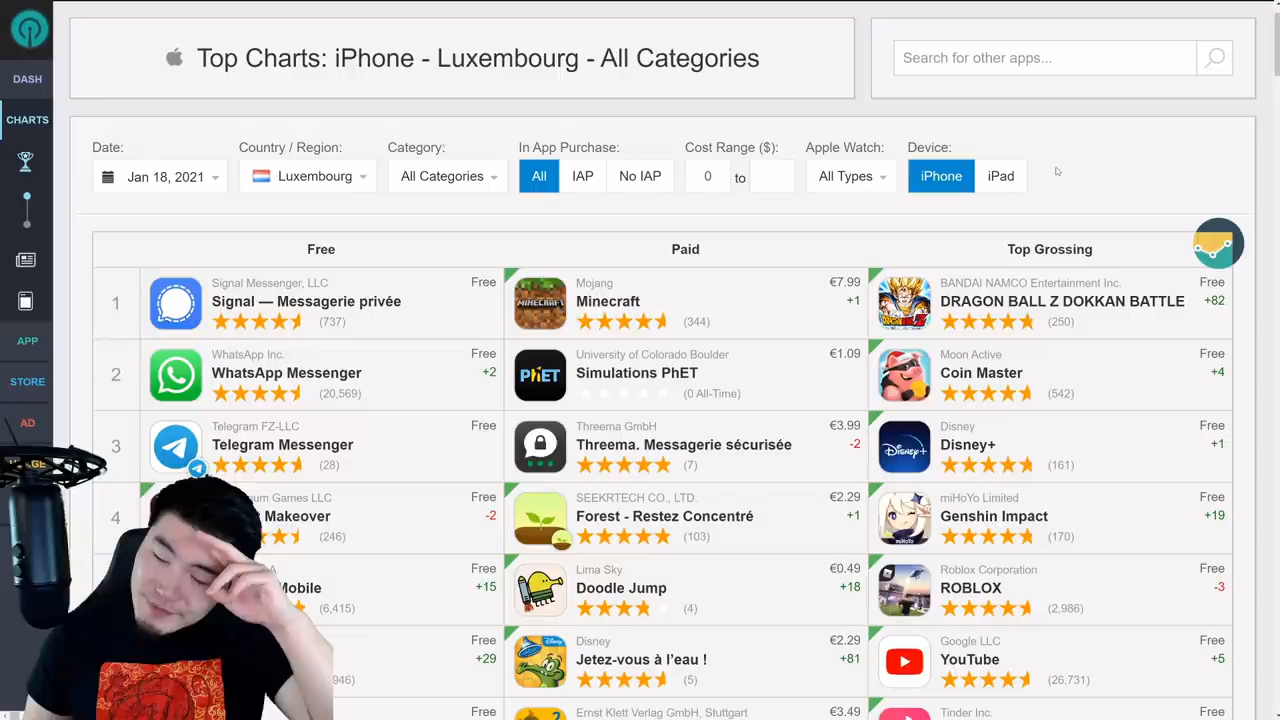 Top Charts: iPhone - Luxembourg - All Categories
Search for other apps...
DASH
CHARTS
APP
STORE
AD
Date:
Country / Region:
Category:
In App Purchase:
Cost Range ($):
Apple Watch:
Device:
Jan 18, 2021
Luxembourg
All Categories
All
IAP
No IAP
0
to
All Types
iPhone
iPad
Free
Paid
Top Grossing
1
Signal Messenger, LLC
Free
Signal — Messagerie privée
(737)
Mojang
€7.99
Minecraft
+1
(344)
MINECRAFT
BANDAI NAMCO Entertainment Inc.
Free
DRAGON BALL Z DOKKAN BATTLE
+82
(250)
2
WhatsApp Inc.
Free
WhatsApp Messenger
+2
(20,569)
University of Colorado Boulder
€1.09
Simulations PhET
(0 All-Time)
PhET
Moon Active
Free
Coin Master
+4
(542)
3
Telegram FZ-LLC
Free
Telegram Messenger
(28)
Threema GmbH
€3.99
Threema. Messagerie sécurisée
-2
(7)
Disney
Free
Disney+
+1
(161)
Disney+
4
Games LLC
Free
Makeover
-2
(246)
SEEKRTECH CO., LTD.
€2.29
Forest - Restez Concentré
+1
(103)
miHoYo Limited
Free
Genshin Impact
+19
(170)
miHoYo
Free
Mobile
+15
(6,415)
Lima Sky
€0.49
Doodle Jump
+18
(4)
Roblox Corporation
Free
ROBLOX
-3
(2,986)
Free
+29
946)
Disney
€2.29
Jetez-vous à l'eau !
+81
(5)
Google LLC
Free
YouTube
+5
(26,731)
Free
Ernst Klett Verlag GmbH, Stuttgart
€3.49
2
Tinder Inc.
Free